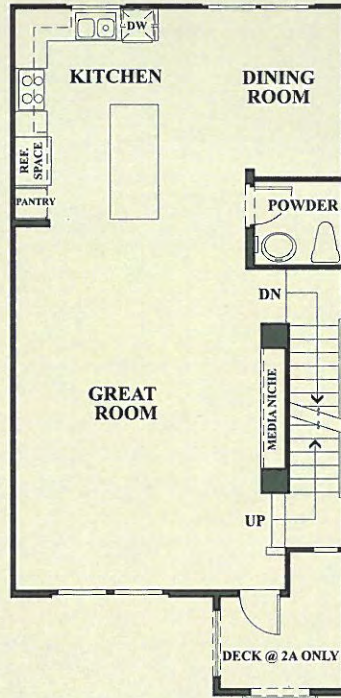 DW
KITCHEN
DINING
ROOM
REF.
SPACE
PANTRY
POWDER
DN
GREAT
ROOM
MEDIA NICHE
UP
DECK @ 2A ONLY